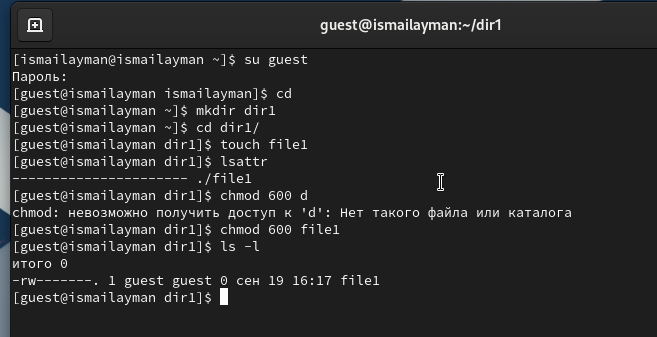 guest@ismailayman:~/dir1
[ismailayman@ismailayman ~]$ su guest
Пароль:
[guest@ismailayman ismailayman]$ cd
[guest@ismailayman ~]$ mkdir dir1
[guest@ismailayman ~]$ cd dir1/
[guest@ismailayman dir1]$ touch file1
[guest@ismailayman dir1]$ lsattr
---------------------- ./file1
[guest@ismailayman dir1]$ chmod 600 d
chmod: невозможно получить доступ к 'd': Нет такого файла или каталога
[guest@ismailayman dir1]$ chmod 600 file1
[guest@ismailayman dir1]$ ls -l
итого 0
-rw-------. 1 guest guest 0 сен 19 16:17 file1
[guest@ismailayman dir1]$